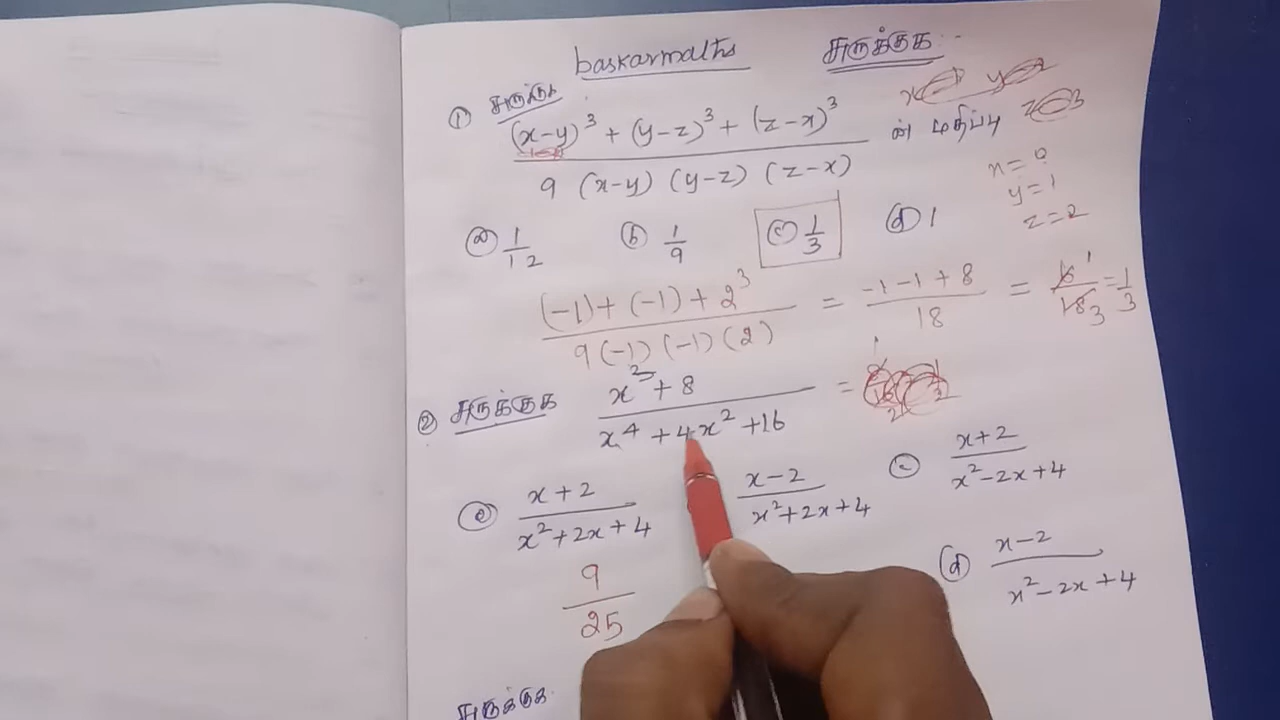 baskarmaths சுருக்குக :-
① சுருக்கு
(x-y)³ + (y-z)³ + (z-x)³ / 9 (x-y) (y-z) (z-x) ன் மதிப்பு
x=0
y=1
z=2
ⓐ 1/12 ⓑ 1/9 ⓒ 1/3 ⓓ 1
(-1)+(-1)+2³ / 9(-1)(-1)(2) = -1-1+8 / 18 = 6/18 = 1/3
② சுருக்குக x³+8 / x⁴+4x²+16 =
ⓐ x+2 / x²+2x+4 x-2 / x²+2x+4 ⓒ x+2 / x²-2x+4
ⓓ x-2 / x²-2x+4
9/25
சுருக்குக